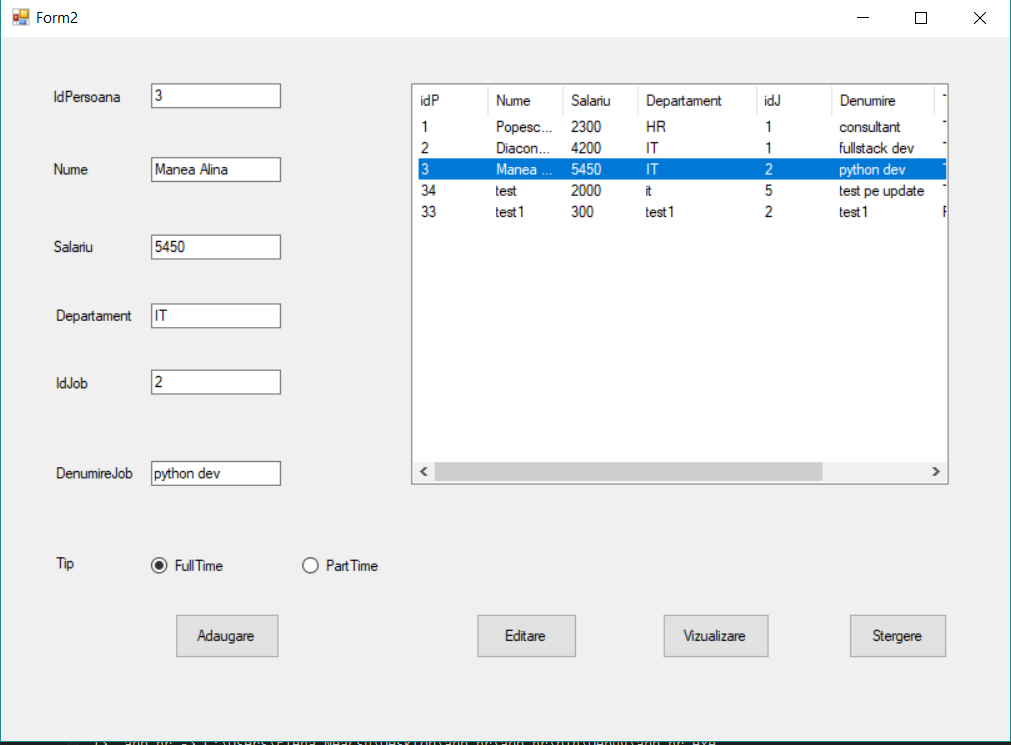 Form2
IdPersoana 3
Nume Manea Alina
Salariu 5450
Departament IT
IdJob 2
DenumireJob python dev
Tip FullTime PartTime
idP Nume Salariu Departament idJ Denumire
1 Popesc... 2300 HR 1 consultant
2 Diacon... 4200 IT 1 fullstack dev
3 Manea ... 5450 IT 2 python dev
34 test 2000 it 5 test pe update
33 test1 300 test1 2 test1
Adaugare Editare Vizualizare Stergere